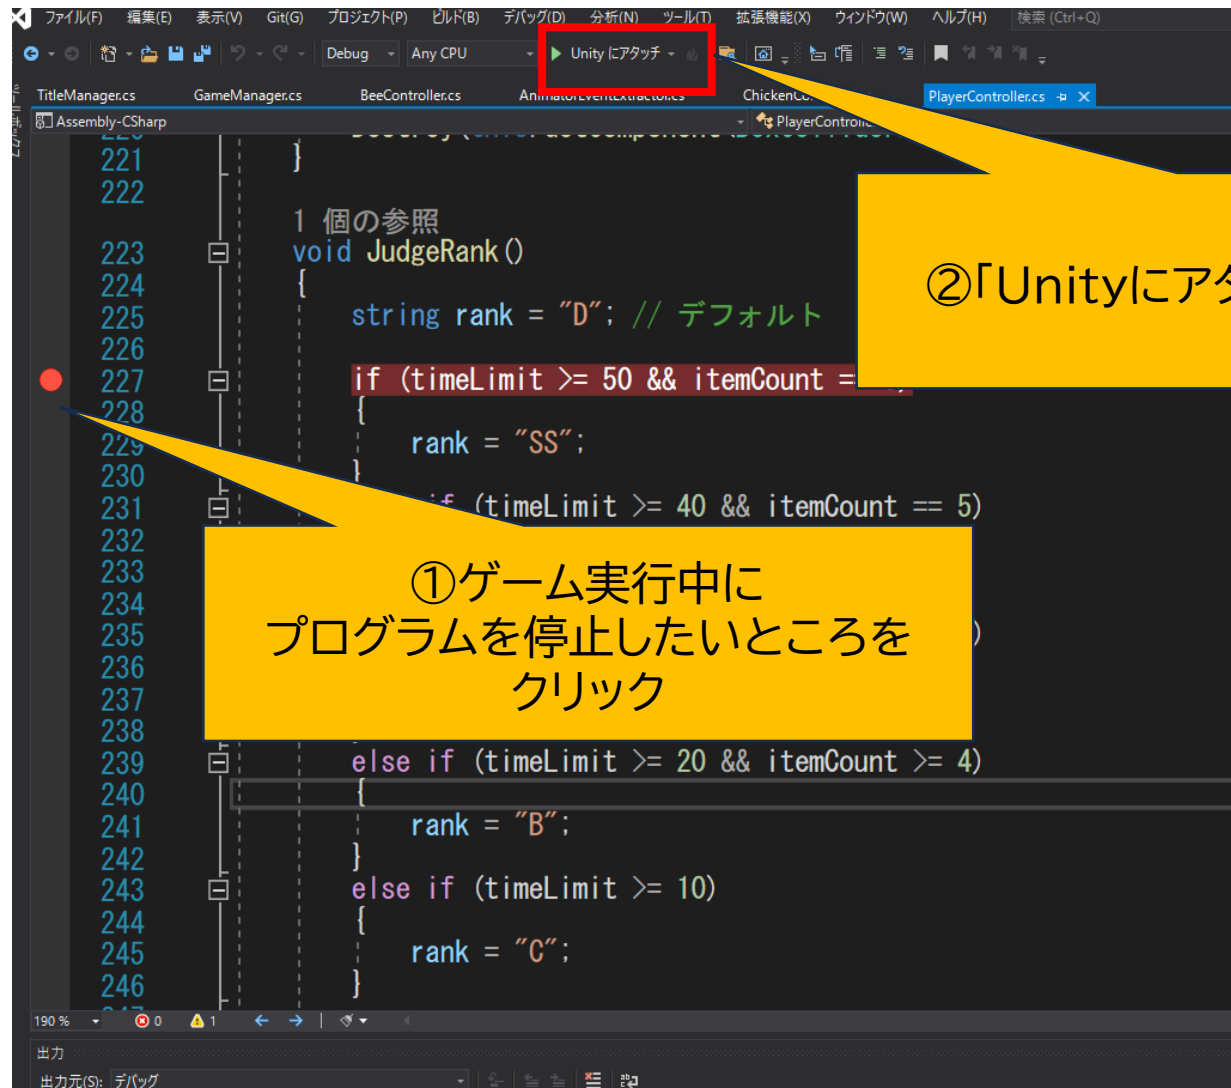 ファイル(F) 編集(E) 表示(V) Git(G) プロジェクト(P) ビルド(B) デバッグ(D) 分析(N) ツール(T) 拡張機能(X) ウィンドウ(W) ヘルプ(H) 検索 (Ctrl+Q)
Debug Any CPU Unity にアタッチ
TitleManager.cs GameManager.cs BeeController.cs AnimatorEventExtractor.cs PlayerController.cs
Assembly-CSharp
221 }
222
1 個の参照
223 void JudgeRank()
224 {
225 string rank = "D"; // デフォルト
226
②「Unityにアタ
227 if (timeLimit >= 50 && itemCount =
228 {
229 rank = "SS";
230 }
231 if (timeLimit >= 40 && itemCount == 5)
232
233
234
235 )
236
237
238
①ゲーム実行中に
プログラムを停止したいところを
クリック
239 else if (timeLimit >= 20 && itemCount >= 4)
240 {
241 rank = "B";
242 }
243 else if (timeLimit >= 10)
244 {
245 rank = "C";
246 }
190 % 0 1
出力
出力元(S): デバッグ